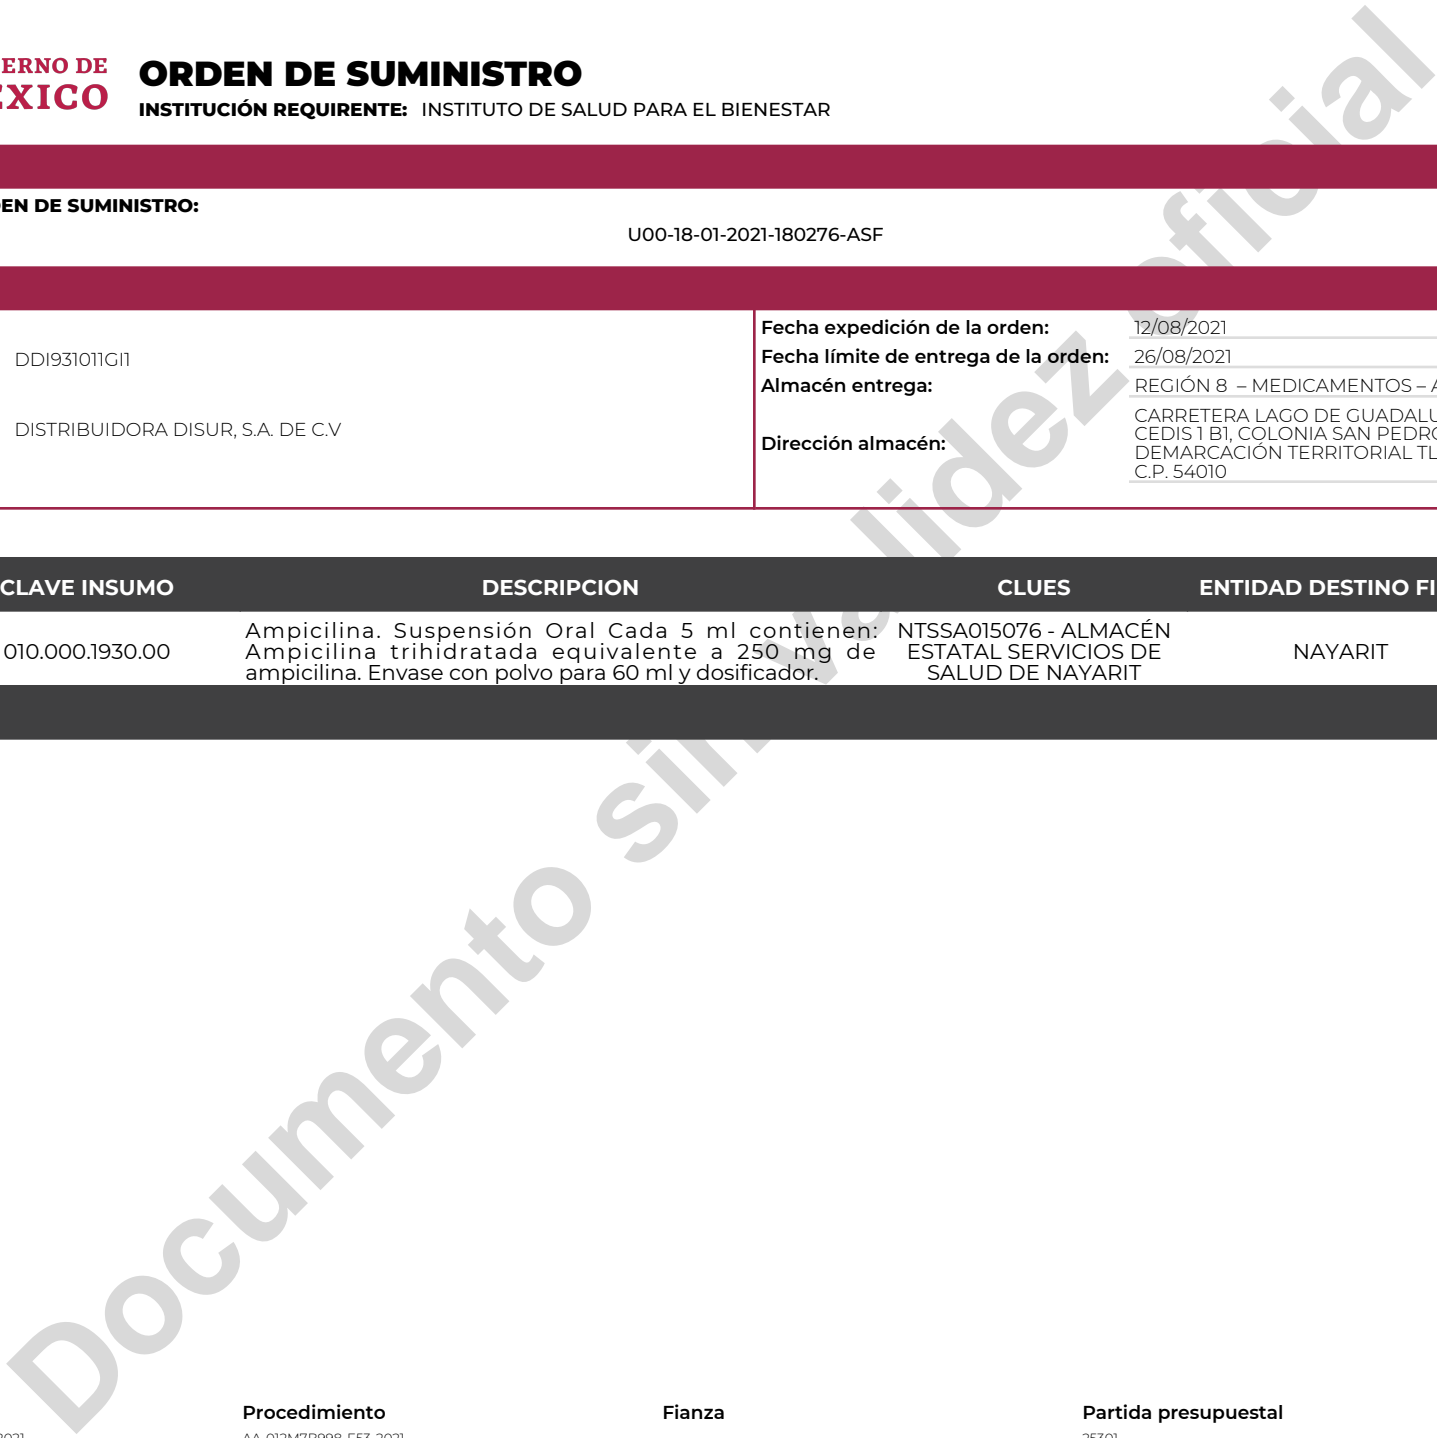 ERNO DE
EXICO
ORDEN DE SUMINISTRO
INSTITUCIÓN REQUIRENTE: INSTITUTO DE SALUD PARA EL BIENESTAR
EN DE SUMINISTRO:
U00-18-01-2021-180276-ASF
DDI931011GI1
DISTRIBUIDORA DISUR, S.A. DE C.V
Fecha expedición de la orden: 12/08/2021
Fecha límite de entrega de la orden: 26/08/2021
Almacén entrega: REGIÓN 8 – MEDICAMENTOS – A
Dirección almacén:
CARRETERA LAGO DE GUADALU
CEDIS 1 B1, COLONIA SAN PEDRO
DEMARCACIÓN TERRITORIAL TL
C.P. 54010
CLAVE INSUMO DESCRIPCION CLUES ENTIDAD DESTINO FI
010.000.1930.00
Ampicilina. Suspensión Oral Cada 5 ml contienen:
Ampicilina trihidratada equivalente a 250 mg de
ampicilina. Envase con polvo para 60 ml y dosificador.
NTSSA015076 - ALMACÉN
ESTATAL SERVICIOS DE
SALUD DE NAYARIT
NAYARIT
Documento sin validez oficial
Procedimiento Fianza Partida presupuestal